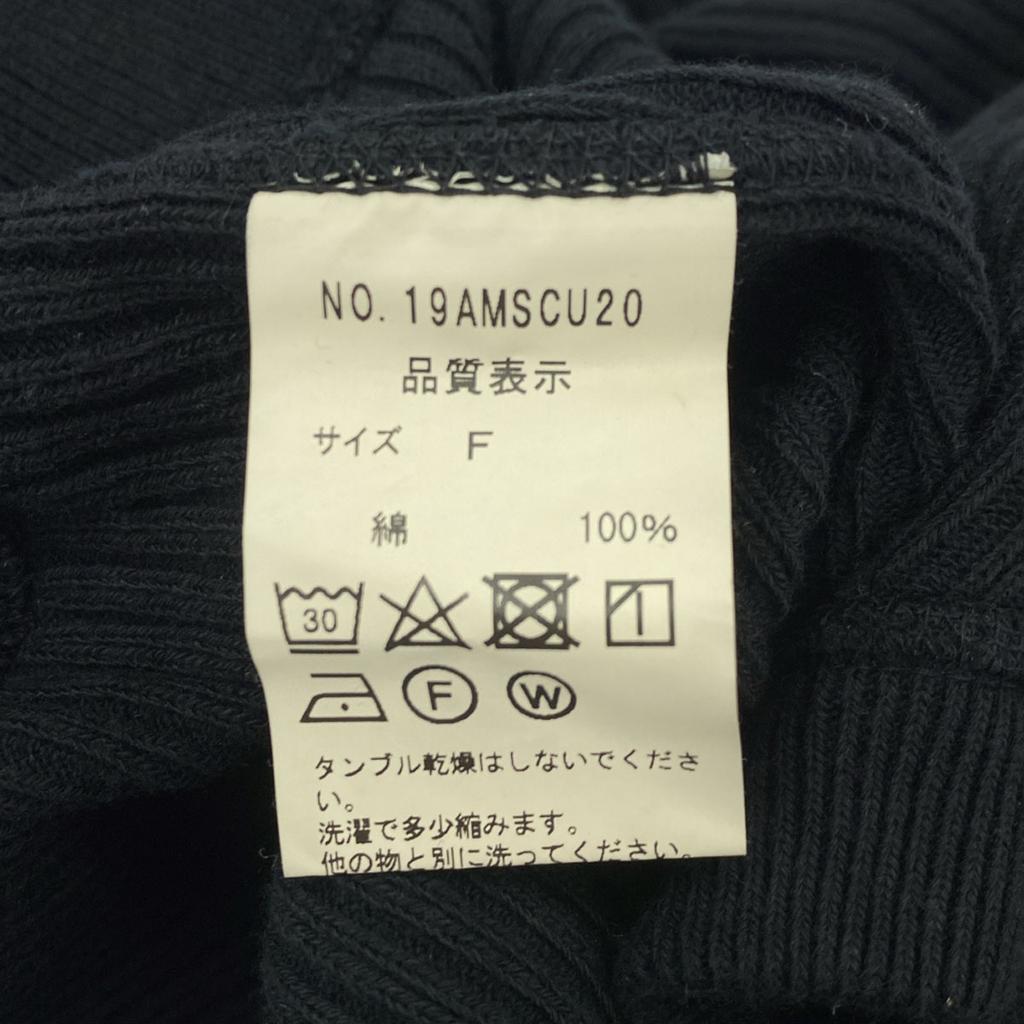 NO. 19AMSCU20
品質表示
サイズ F
綿 100%
30
F W
タンブル乾燥はしないでくださ
い。
洗濯で多少縮みます。
他の物と別に洗ってください。